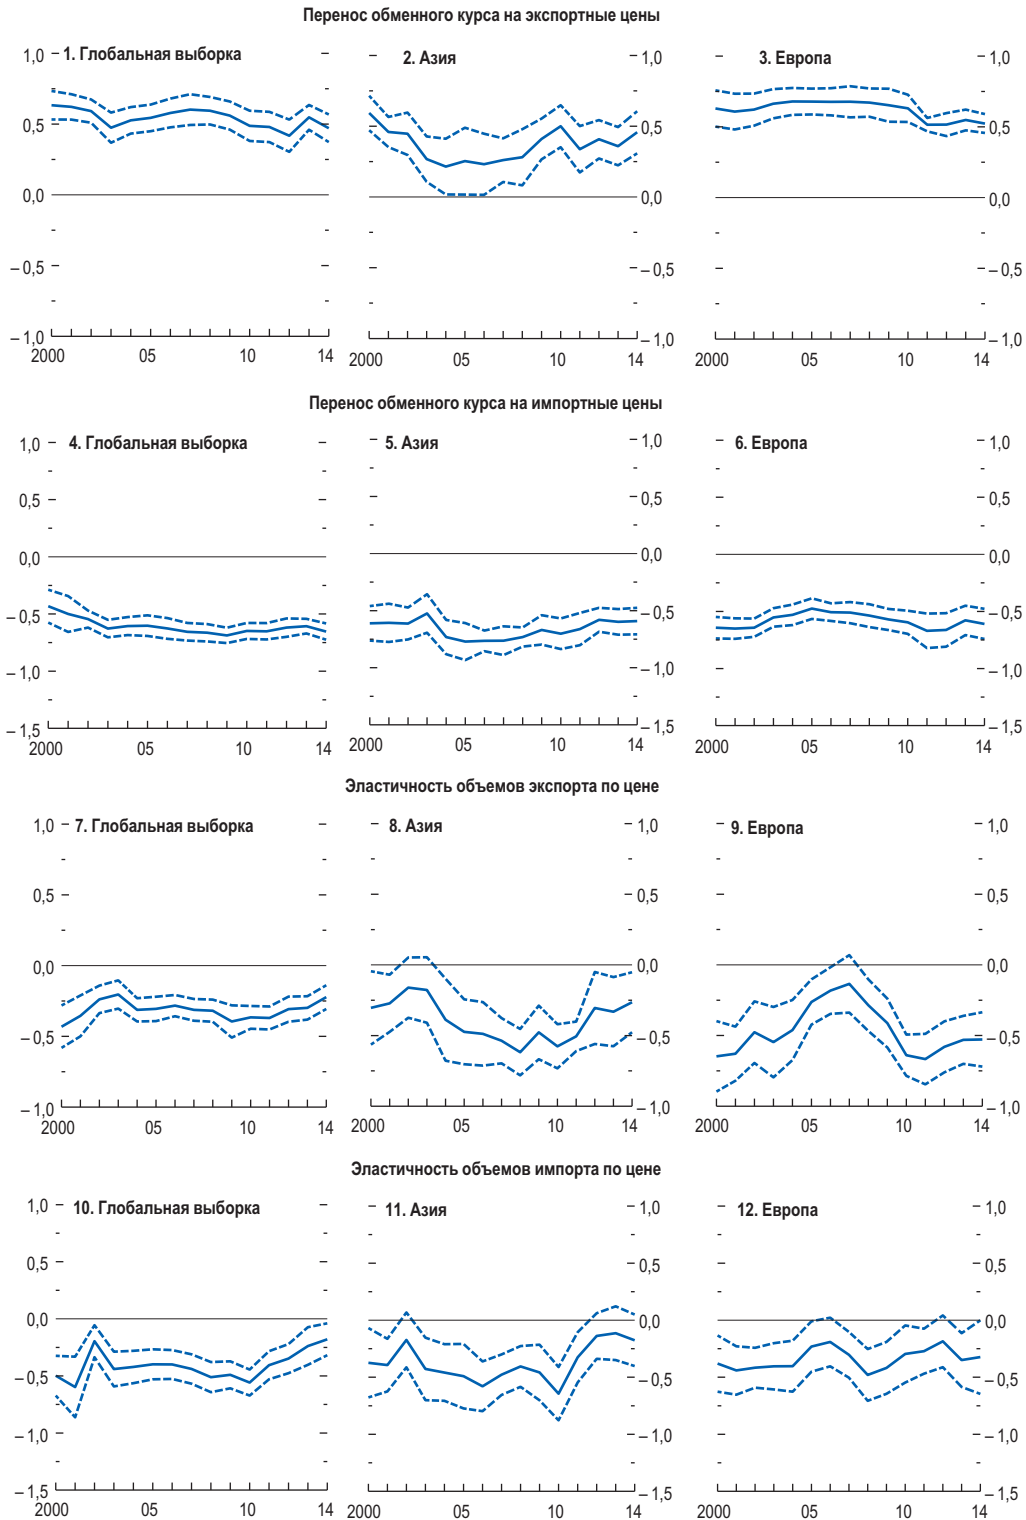 Перенос обменного курса на экспортные цены
1. Глобальная выборка
2. Азия
3. Европа
1,0
0,5
0,0
– 0,5
– 1,0
1,0
0,5
0,0
– 0,5
– 1,0
1,0
0,5
0,0
– 0,5
– 1,0
2000 05 10 14
2000 05 10 14
2000 05 10 14
Перенос обменного курса на импортные цены
4. Глобальная выборка
5. Азия
6. Европа
1,0
0,5
0,0
– 0,5
– 1,0
– 1,5
1,0
0,5
0,0
– 0,5
– 1,0
– 1,5
1,0
0,5
0,0
– 0,5
– 1,0
– 1,5
2000 05 10 14
2000 05 10 14
2000 05 10 14
Эластичность объемов экспорта по цене
7. Глобальная выборка
8. Азия
9. Европа
1,0
0,5
0,0
– 0,5
– 1,0
1,0
0,5
0,0
– 0,5
– 1,0
1,0
0,5
0,0
– 0,5
– 1,0
2000 05 10 14
2000 05 10 14
2000 05 10 14
Эластичность объемов импорта по цене
10. Глобальная выборка
11. Азия
12. Европа
1,0
0,5
0,0
– 0,5
– 1,0
– 1,5
1,0
0,5
0,0
– 0,5
– 1,0
– 1,5
1,0
0,5
0,0
– 0,5
– 1,0
– 1,5
2000 05 10 14
2000 05 10 14
2000 05 10 14